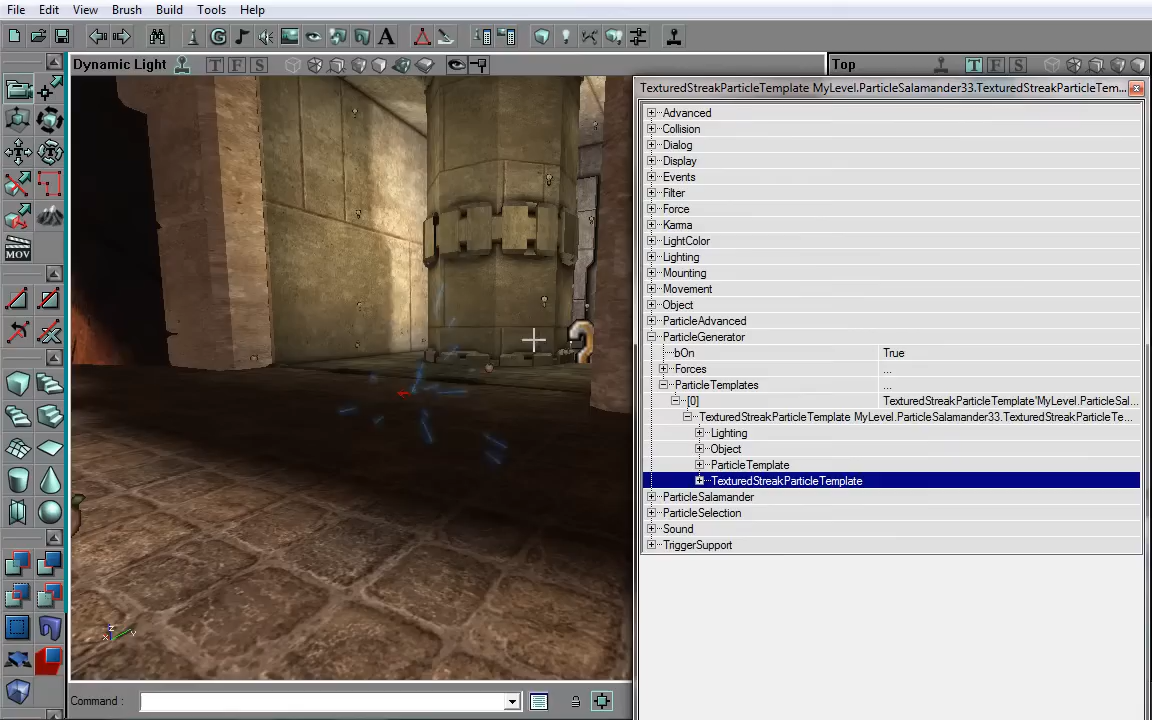 File Edit View Brush Build Tools Help
Dynamic Light T F S
Top T F S
TexturedStreakParticleTemplate MyLevel.ParticleSalamander33.TexturedStreakParticleTem...
Advanced
Collision
Dialog
Display
Events
Filter
Force
Karma
LightColor
Lighting
Mounting
Movement
Object
ParticleAdvanced
ParticleGenerator
bOn True
Forces ...
ParticleTemplates ...
[0] TexturedStreakParticleTemplate'MyLevel.ParticleSal...
TexturedStreakParticleTemplate MyLevel.ParticleSalamander33.TexturedStreakParticleTe...
Lighting
Object
ParticleTemplate
TexturedStreakParticleTemplate
ParticleSalamander
ParticleSelection
Sound
TriggerSupport
MOV
Command :